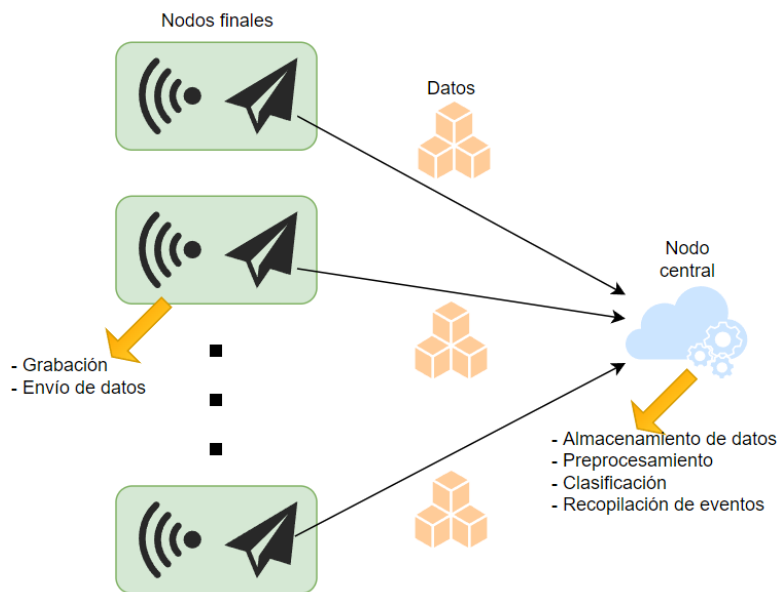 Nodos finales
Datos
Nodo
central
- Grabación
- Envío de datos
- Almacenamiento de datos
- Preprocesamiento
- Clasificación
- Recopilación de eventos